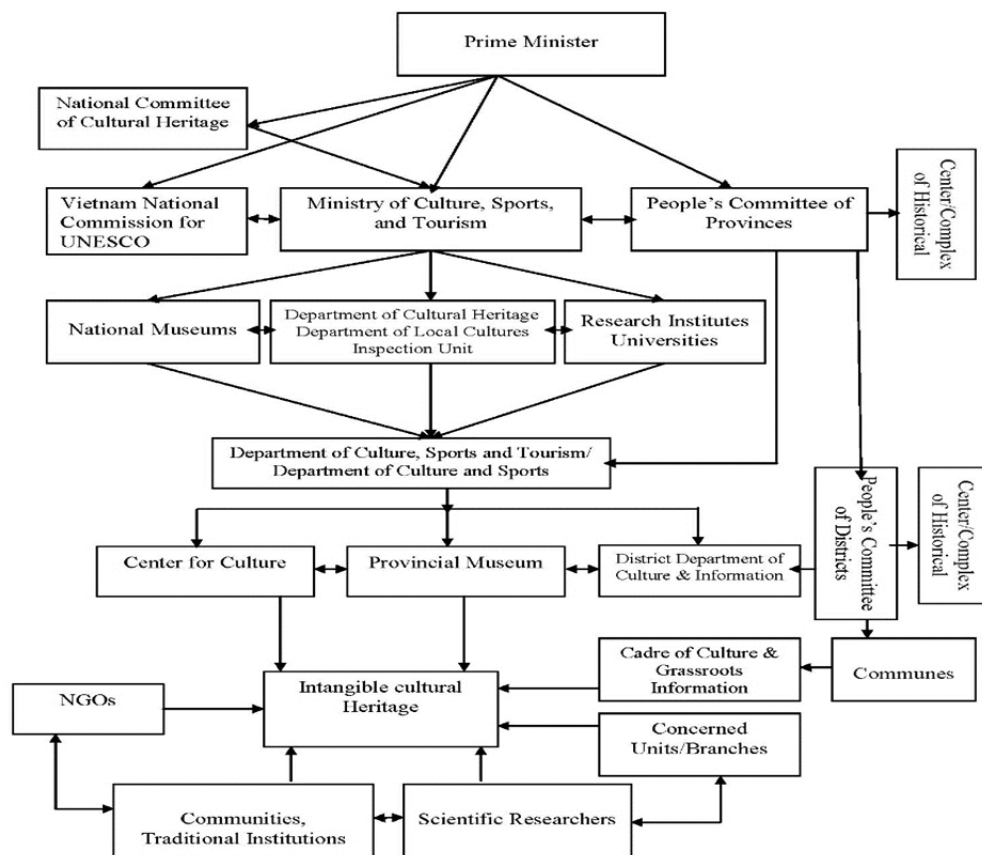 Prime Minister
National Committee
of Cultural Heritage
Vietnam National
Commission for
UNESCO
Ministry of Culture, Sports,
and Tourism
People's Committee of
Provinces
Center/Complex
of Historical
National Museums
Department of Cultural Heritage
Department of Local Cultures
Inspection Unit
Research Institutes
Universities
Department of Culture, Sports and Tourism/
Department of Culture and Sports
Center for Culture
Provincial Museum
District Department of
Culture & Information
People's Committee
of Districts
Center/Complex
of Historical
Intangible cultural
Heritage
Cadre of Culture &
Grassroots
Information
Communes
NGOs
Concerned
Units/Branches
Communities,
Traditional Institutions
Scientific Researchers